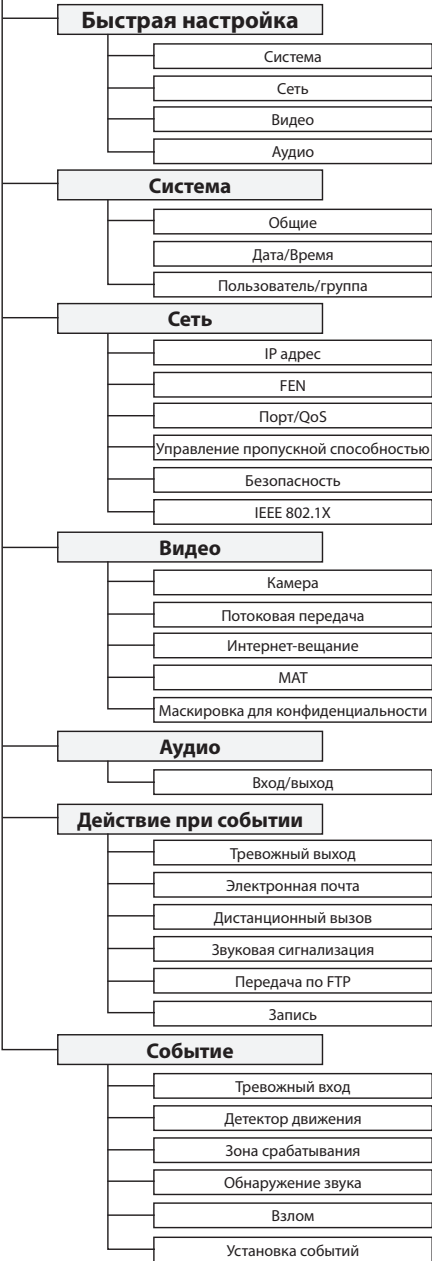 Быстрая настройка
Система
Сеть
Видео
Аудио
Система
Общие
Дата/Время
Пользователь/группа
Сеть
IP адрес
FEN
Порт/QoS
Управление пропускной способностью
Безопасность
IEEE 802.1X
Видео
Камера
Потоковая передача
Интернет-вещание
MAT
Маскировка для конфиденциальности
Аудио
Вход/выход
Действие при событии
Тревожный выход
Электронная почта
Дистанционный вызов
Звуковая сигнализация
Передача по FTP
Запись
Событие
Тревожный вход
Детектор движения
Зона срабатывания
Обнаружение звука
Взлом
Установка событий